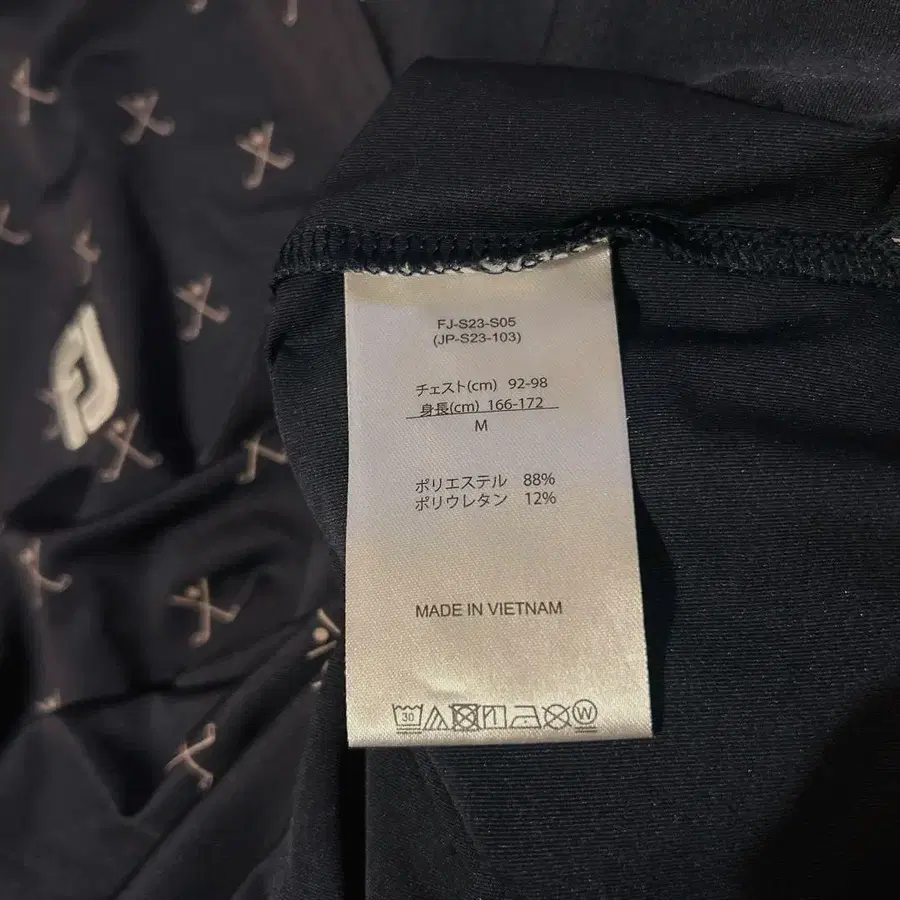 FJ-S23-S05
(JP-S23-103)
チェスト(cm) 92-98
身長(cm) 166-172
M
ポリエステル 88%
ポリウレタン 12%
MADE IN VIETNAM
30 W